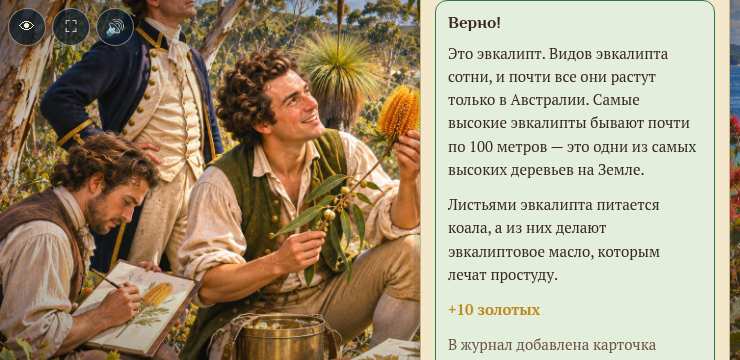 Верно!
Это эвкалипт. Видов эвкалипта
сотни, и почти все они растут
только в Австралии. Самые
высокие эвкалипты бывают почти
по 100 метров — это одни из самых
высоких деревьев на Земле.
Листьями эвкалипта питается
коала, а из них делают
эвкалиптовое масло, которым
лечат простуду.
+10 золотых
В журнал добавлена карточка